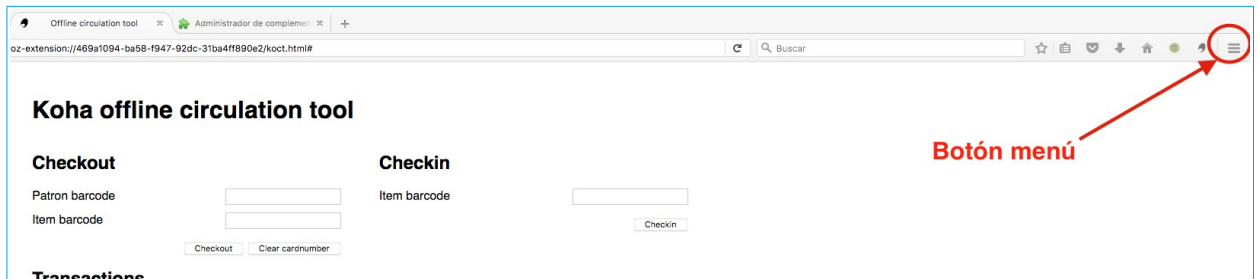 Offline circulation tool
Administrador de complemen
oz-extension://469a1094-ba58-f947-92dc-31ba4ff890e2/koct.html#
Buscar
Koha offline circulation tool
Botón menú
Checkout
Checkin
Patron barcode
Item barcode
Item barcode
Checkin
Checkout
Clear cardnumber
Transactions